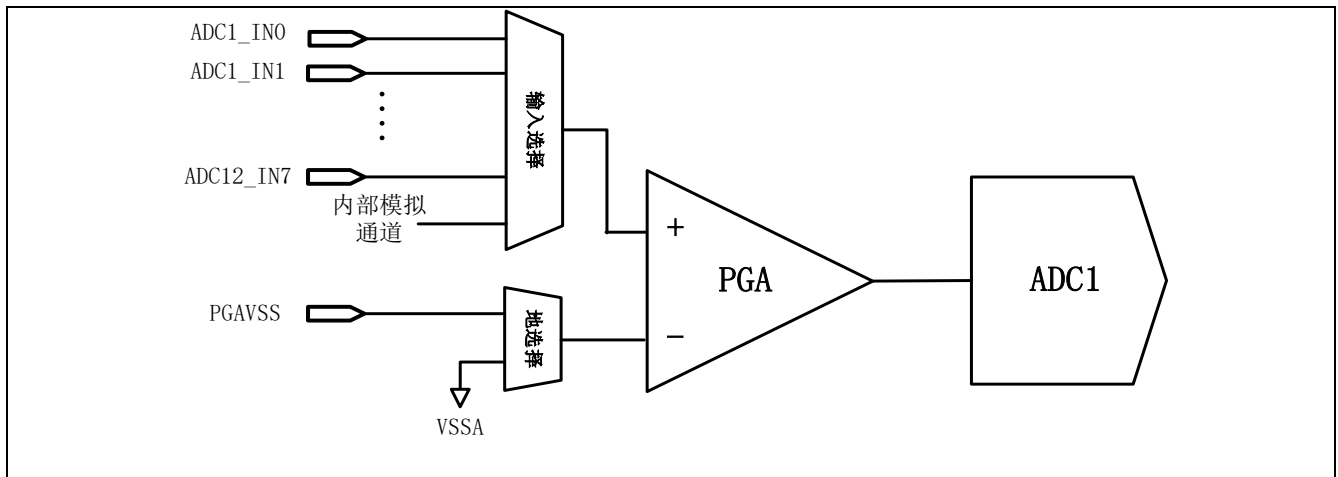 ADC1_IN0
ADC1_IN1
ADC12_IN7
内部模拟
通道
输入选择
PGAVSS
地选择
VSSA
+
−
PGA
ADC1